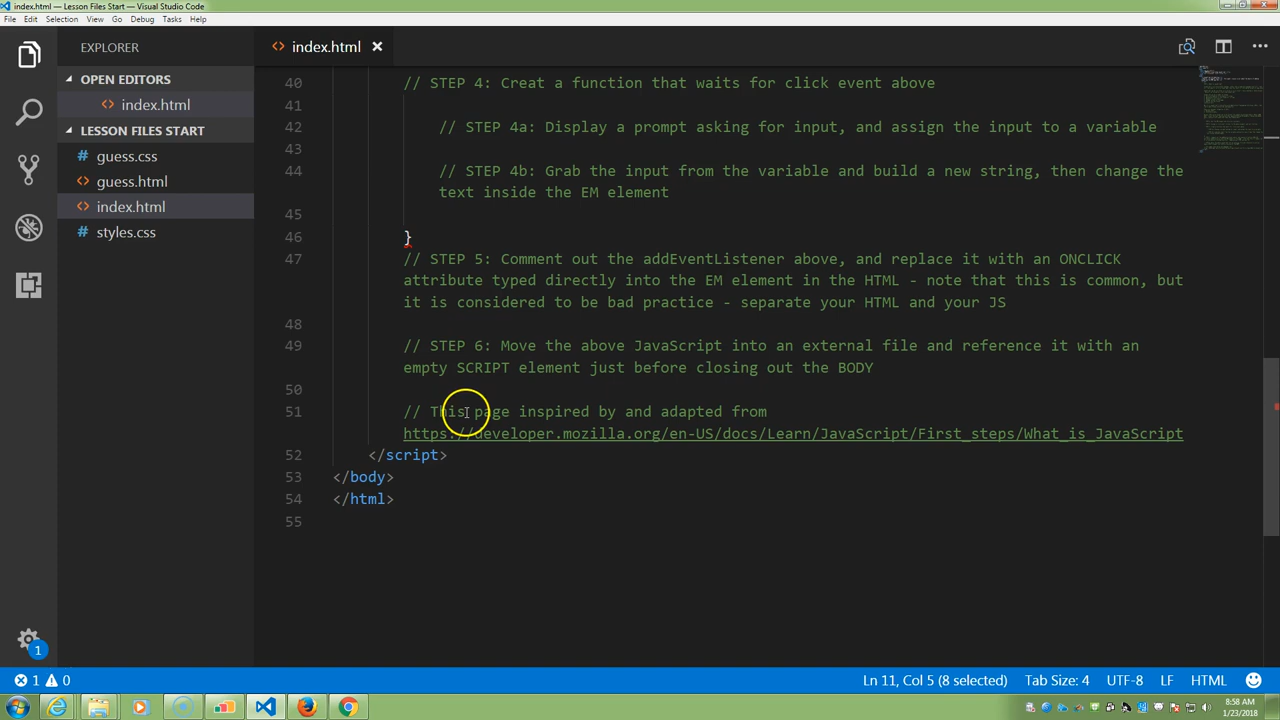 index.html — Lesson Files Start — Visual Studio Code
File Edit Selection View Go Debug Tasks Help
EXPLORER
index.html
OPEN EDITORS
index.html
LESSON FILES START
guess.css
guess.html
index.html
styles.css
40 // STEP 4: Creat a function that waits for click event above
41
42 // STEP 4a: Display a prompt asking for input, and assign the input to a variable
43
44 // STEP 4b: Grab the input from the variable and build a new string, then change the
text inside the EM element
45
46 }
47 // STEP 5: Comment out the addEventListener above, and replace it with an ONCLICK
attribute typed directly into the EM element in the HTML - note that this is common, but
it is considered to be bad practice - separate your HTML and your JS
48
49 // STEP 6: Move the above JavaScript into an external file and reference it with an
empty SCRIPT element just before closing out the BODY
50
51 // This page inspired by and adapted from
https://developer.mozilla.org/en-US/docs/Learn/JavaScript/First_steps/What_is_JavaScript
52 </script>
53 </body>
54 </html>
55
1
1 0 Ln 11, Col 5 (8 selected) Tab Size: 4 UTF-8 LF HTML
8:58 AM
1/23/2018